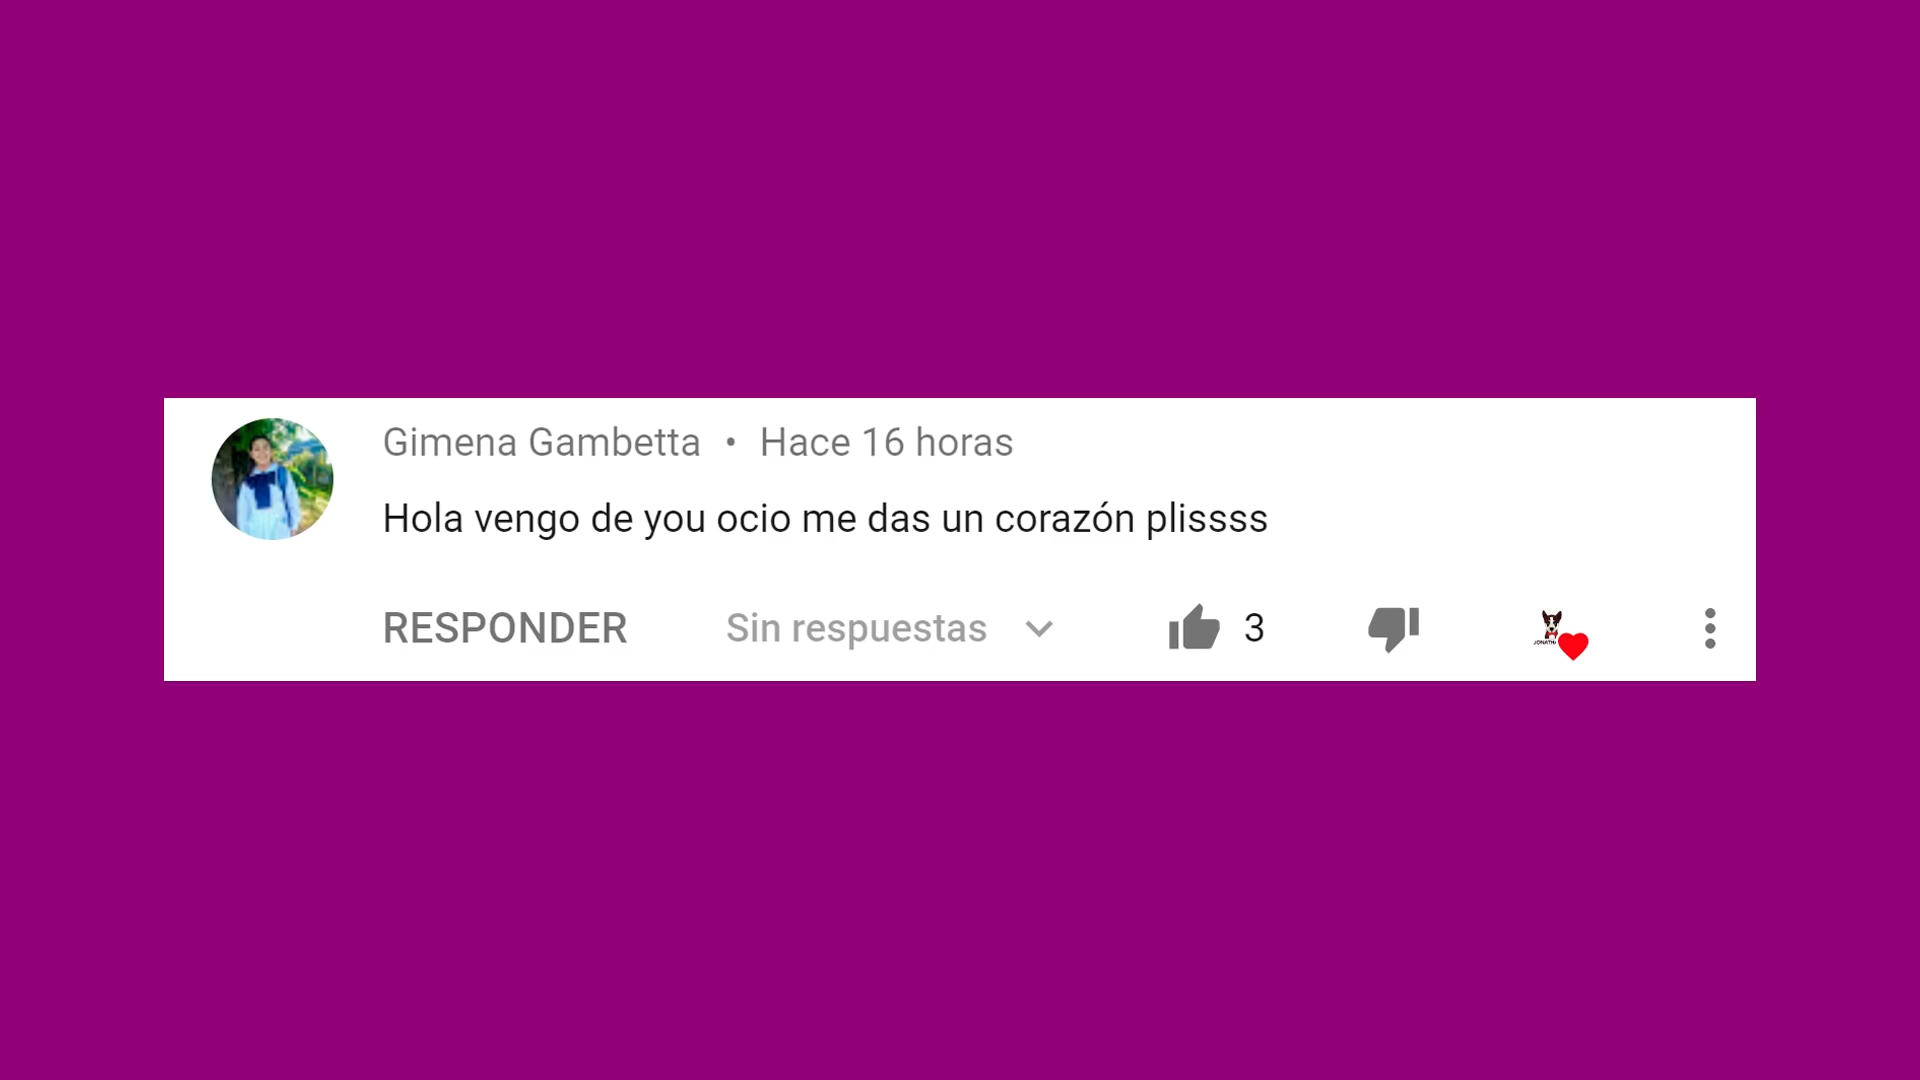 Gimena Gambetta • Hace 16 horas
Hola vengo de you ocio me das un corazón plissss
RESPONDER Sin respuestas 3